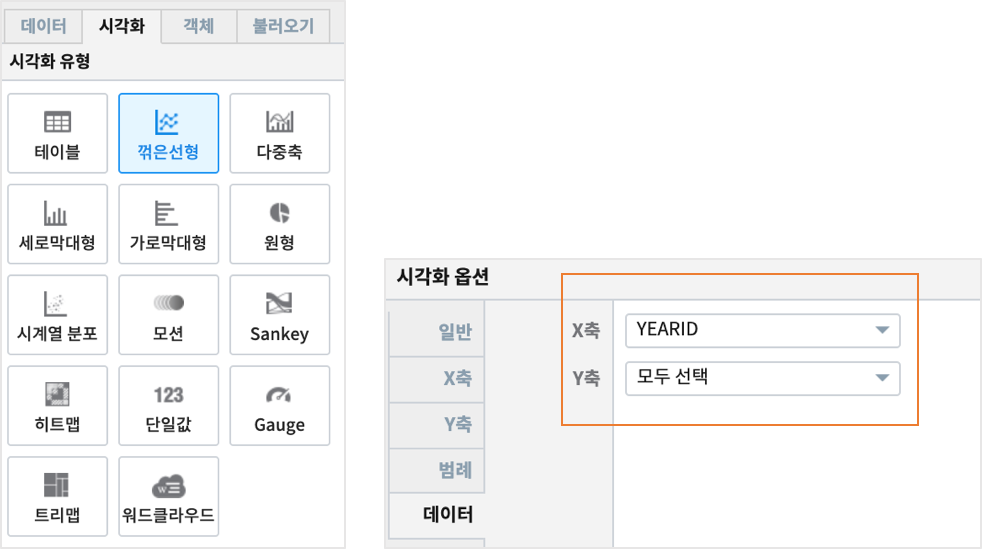 데이터 시각화 객체 불러오기
시각화 유형
테이블 꺾은선형 다중축
세로막대형 가로막대형 원형
시계열 분포 모션 Sankey
123
히트맵 단일값 Gauge
W
트리맵 워드클라우드
시각화 옵션
일반
X축
Y축
범례
데이터
X축 YEARID
Y축 모두 선택